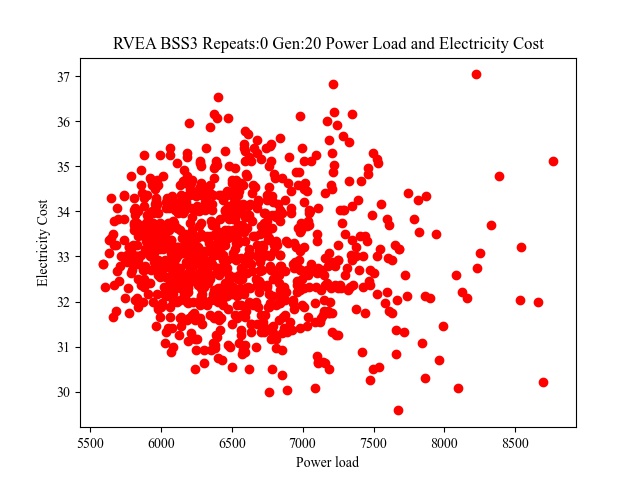 RVEA BSS3 Repeats:0 Gen:20 Power Load and Electricity Cost
37
36
35
34
33
32
31
30
Electricity Cost
5500 6000 6500 7000 7500 8000 8500
Power load